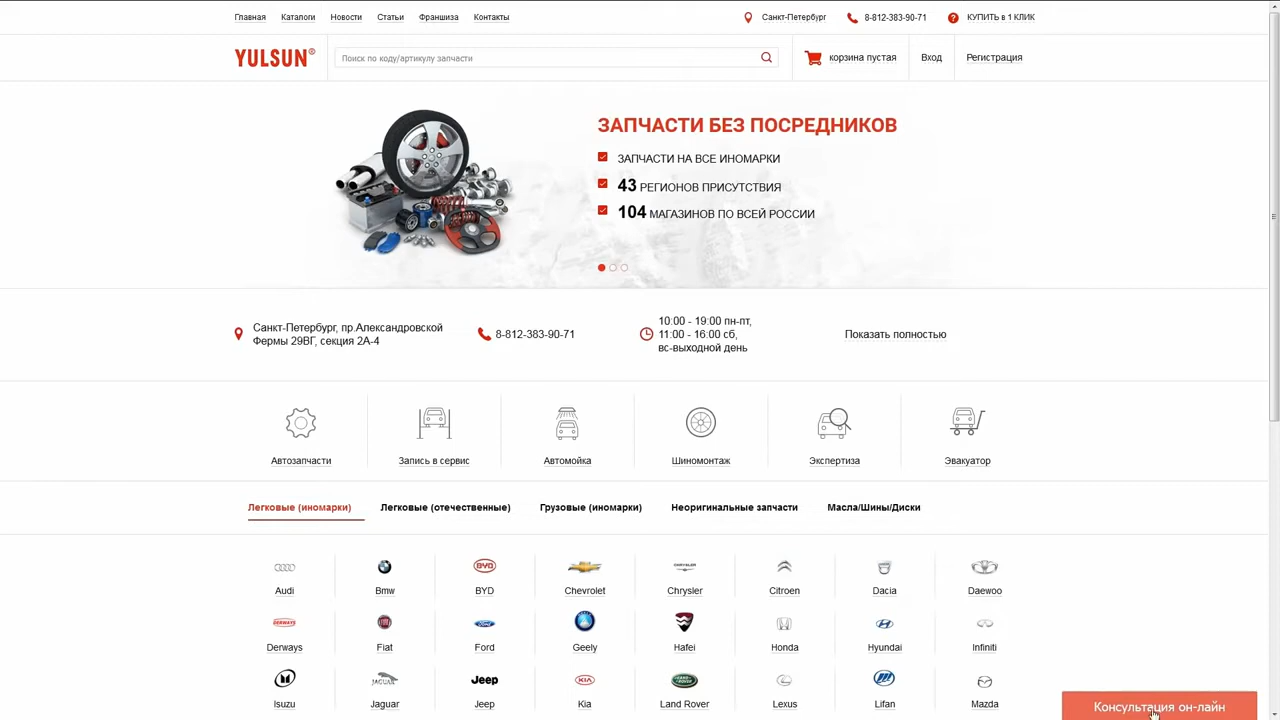 Главная Каталоги Новости Статьи Франшиза Контакты Санкт-Петербург 8-812-383-90-71 КУПИТЬ в 1 КЛИК
YULSUN® Поиск по коду/артикулу запчасти корзина пустая Вход Регистрация
ЗАПЧАСТИ БЕЗ ПОСРЕДНИКОВ
ЗАПЧАСТИ НА ВСЕ ИНОМАРКИ
43 РЕГИОНОВ ПРИСУТСТВИЯ
104 МАГАЗИНОВ ПО ВСЕЙ РОССИИ
Санкт-Петербург, пр.Александровской
Фермы 29ВГ, секция 2А-4
8-812-383-90-71
10:00 - 19:00 пн-пт,
11:00 - 16:00 сб,
вс-выходной день
Показать полностью
Автозапчасти Запись в сервис Автомойка Шиномонтаж Экспертиза Эвакуатор
Легковые (иномарки) Легковые (отечественные) Грузовые (иномарки) Неоригинальные запчасти Масла/Шины/Диски
Audi Bmw BYD Chevrolet Chrysler Citroen Dacia Daewoo
Derways Fiat Ford Geely Hafei Honda Hyundai Infiniti
Isuzu Jaguar Jeep Kia Land Rover Lexus Lifan Mazda
Консультация он-лайн